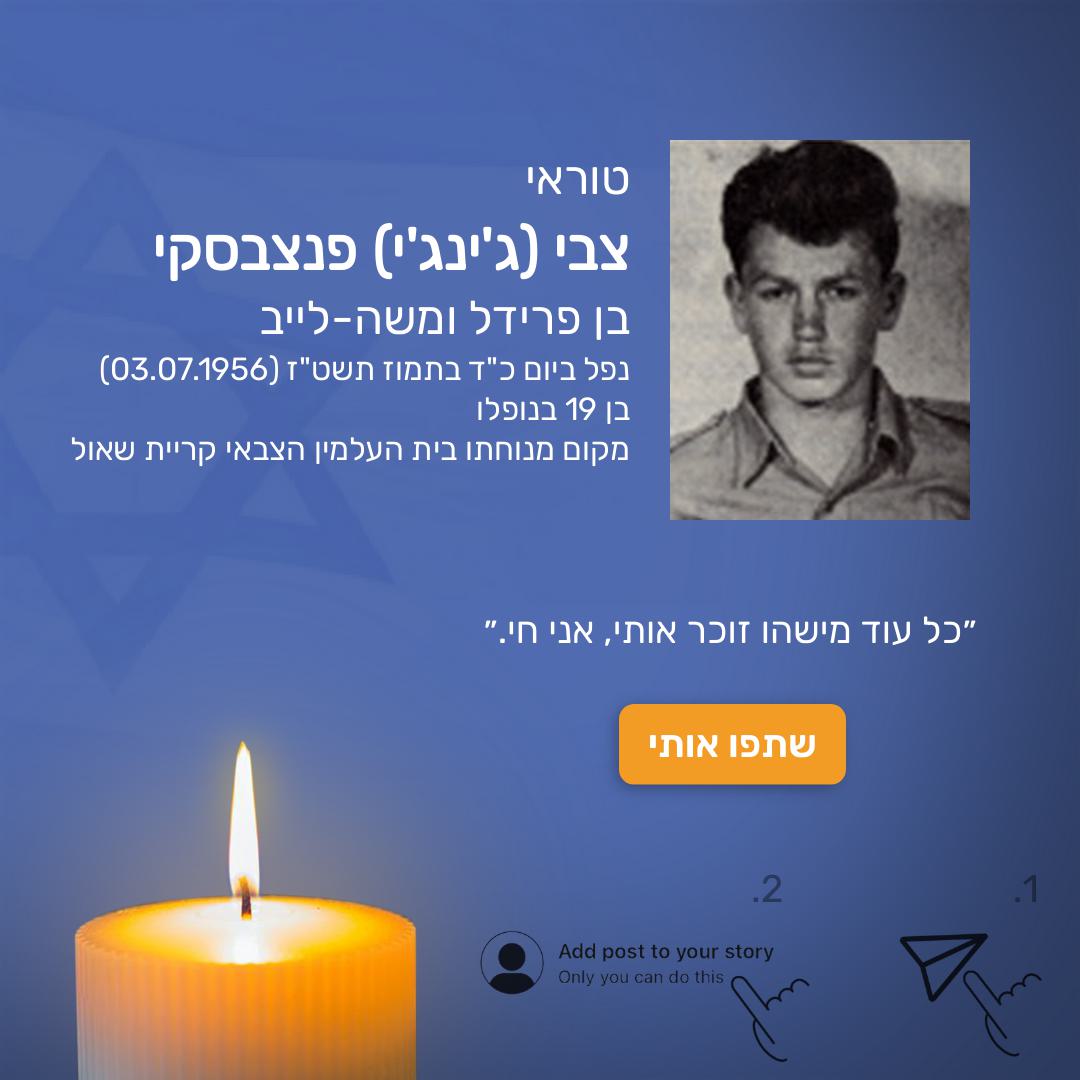 טוראי
צבי (ג'ינג'י) פנצבסקי
בן פרידל ומשה-לייב
נפל ביום כ"ד בתמוז תשט"ז (03.07.1956)
בן 19 בנופלו
מקום מנוחתו בית העלמין הצבאי קריית שאול
״כל עוד מישהו זוכר אותי, אני חי.״
שתפו אותי
.1
.2
Add post to your story
Only you can do this